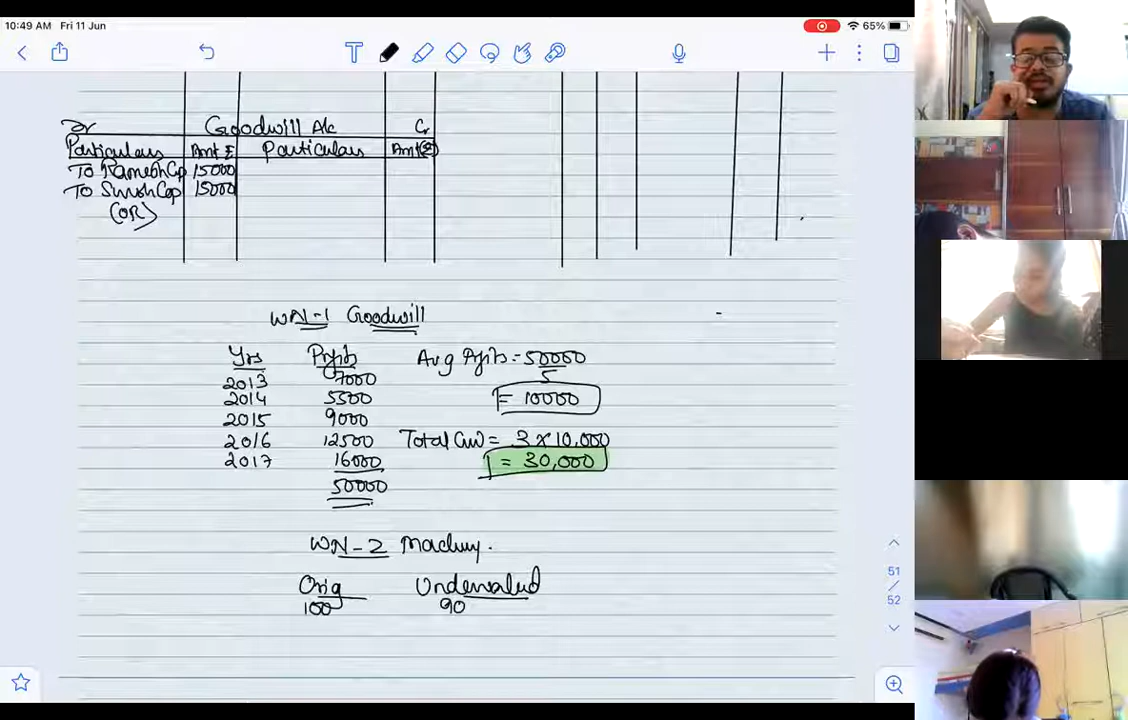 10:49 AM Fri 11 Jun 65%
T
Dr Goodwill A/c Cr
Particulars Amt ₹ Particulars Amt(₹)
To Ramesh Cap 15000
To Suresh Cap 15000
(OR)
WN-1 Goodwill
Yrs Profits Avg Profits = 50000
5
2013 7000
2014 5500 = 10000
2015 9000
2016 12500 Total GW = 3 x 10,000
2017 16000 = 30,000
50000
WN-2 Machinery.
Orig Undervalued
100 90
51
/
52